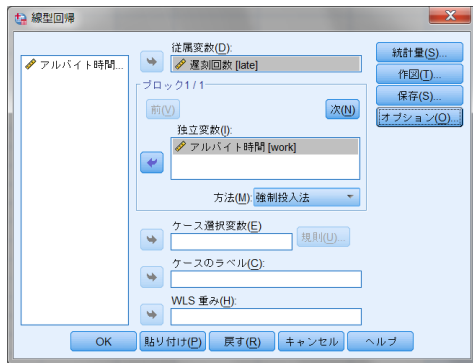 線型回帰
従属変数(D):
アルバイト時間...
遅刻回数 [late]
ブロック1 / 1
前(V)
次(N)
独立変数(I):
アルバイト時間 [work]
方法(M): 強制投入法
ケース選択変数(E)
規則(U)...
ケースのラベル(C):
WLS 重み(H):
統計量(S)...
作図(T)...
保存(S)...
オプション(O)...
OK
貼り付け(P)
戻す(R)
キャンセル
ヘルプ